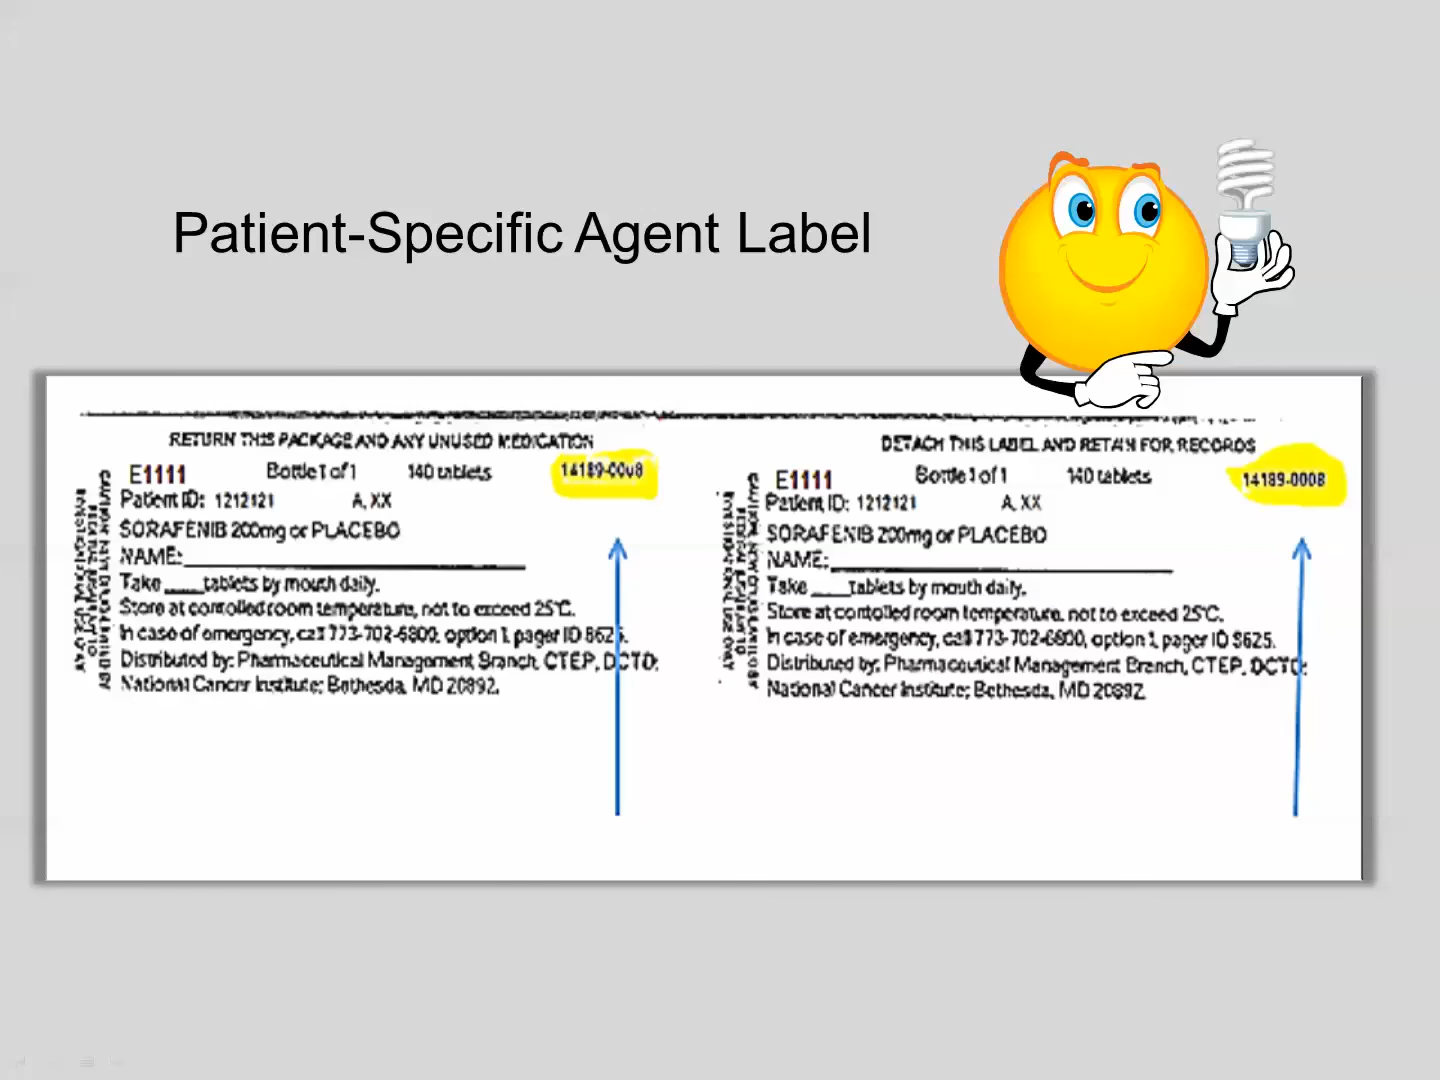 Patient-Specific Agent Label
RETURN THIS PACKAGE AND ANY UNUSED MEDICATION
E1111 Bottle 1 of 1 140 tablets 14189-0008
Patient ID: 1212121 A, XX
SORAFENIB 200mg or PLACEBO
NAME:
Take ____tablets by mouth daily.
Store at controlled room temperature, not to exceed 25°C.
In case of emergency, call 773-702-6800, option 1, pager ID 8625.
Distributed by: Pharmaceutical Management Branch, CTEP, DCTD;
National Cancer Institute; Bethesda, MD 20892.
DETACH THIS LABEL AND RETAIN FOR RECORDS
E1111 Bottle 1 of 1 140 tablets 14189-0008
Patient ID: 1212121 A, XX
SORAFENIB 200mg or PLACEBO
NAME:
Take ____tablets by mouth daily.
Store at controlled room temperature, not to exceed 25°C.
In case of emergency, call 773-702-6800, option 1, pager ID 8625.
Distributed by: Pharmaceutical Management Branch, CTEP, DCTD;
National Cancer Institute; Bethesda, MD 20892